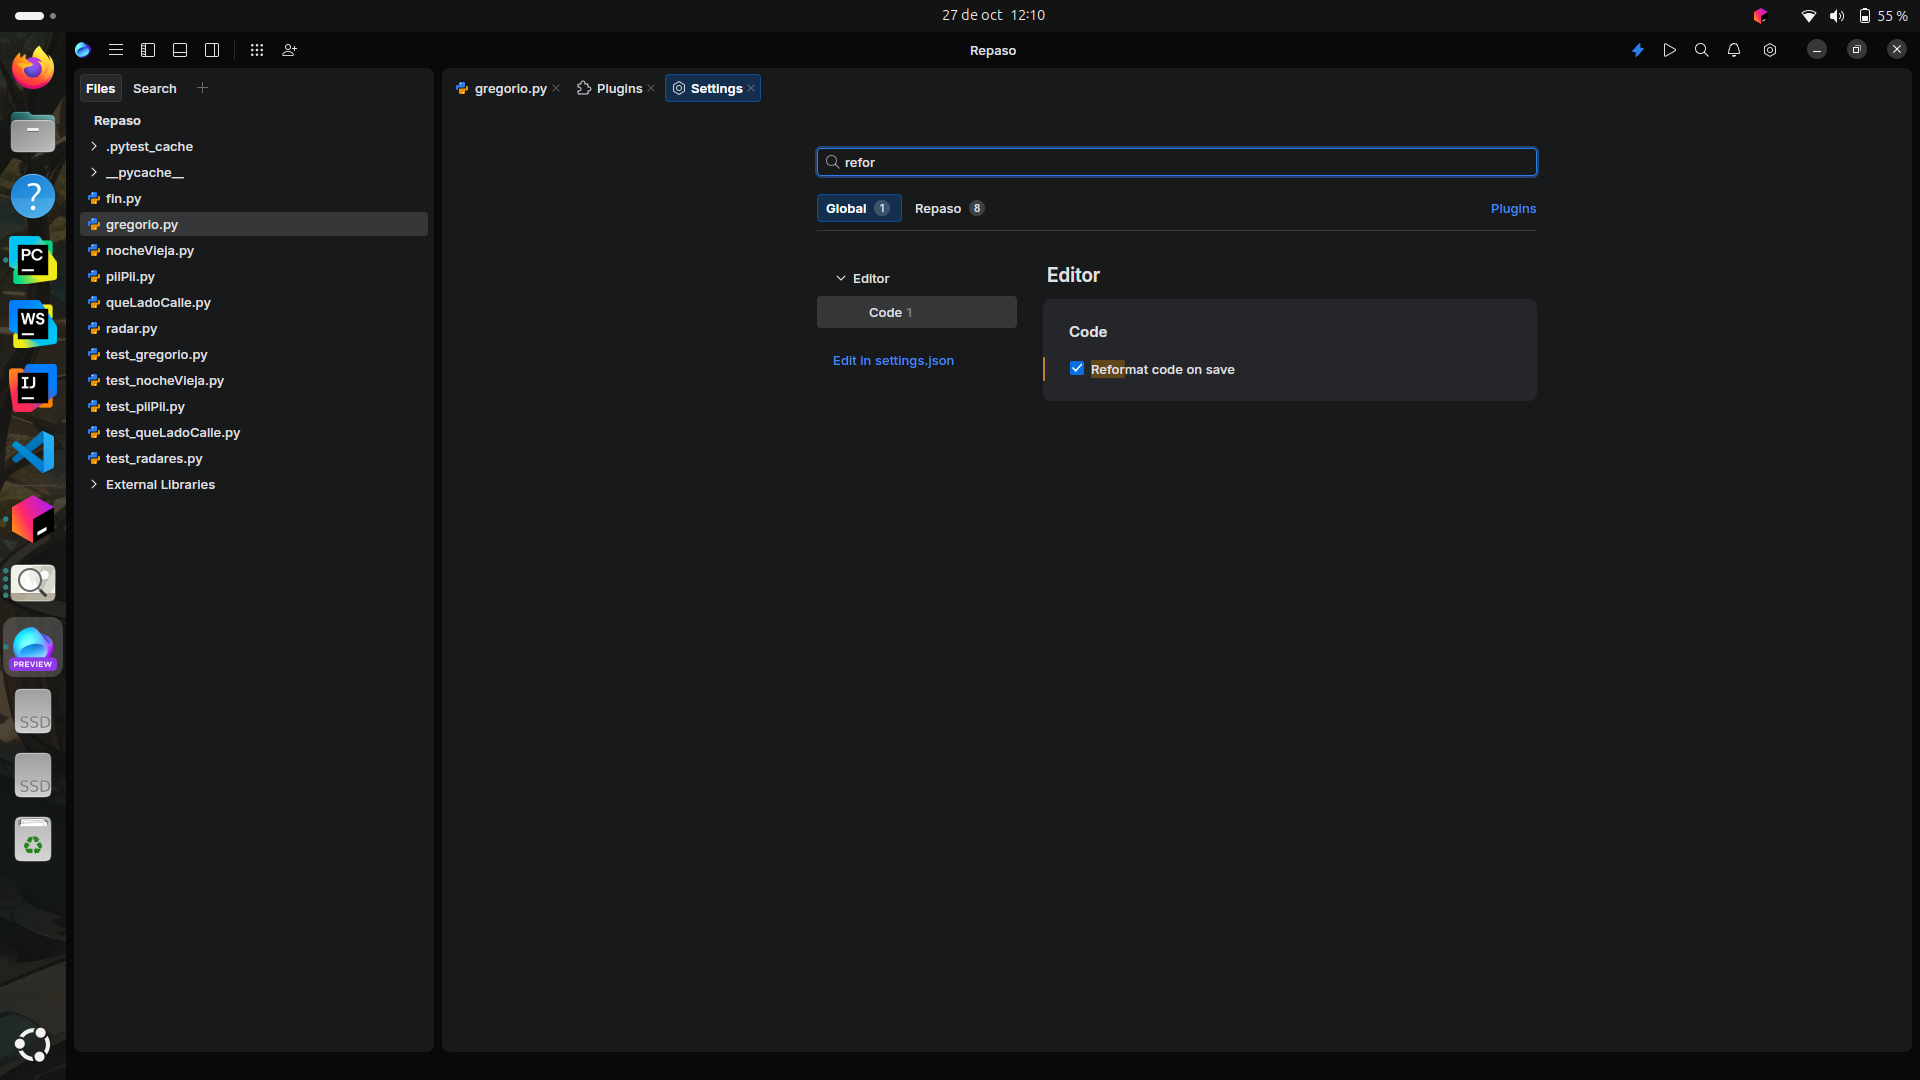 27 de oct 12:10
55 %
Repaso
Files Search
gregorio.py Plugins Settings
Repaso
.pytest_cache
__pycache__
fin.py
gregorio.py
nocheVieja.py
piiPii.py
queLadoCalle.py
radar.py
test_gregorio.py
test_nocheVieja.py
test_piiPii.py
test_queLadoCalle.py
test_radares.py
External Libraries
refor
Global 1 Repaso 8 Plugins
Editor
Code 1
Edit in settings.json
Editor
Code
Reformat code on save
?
PC
WS
IJ
PREVIEW
SSD
SSD